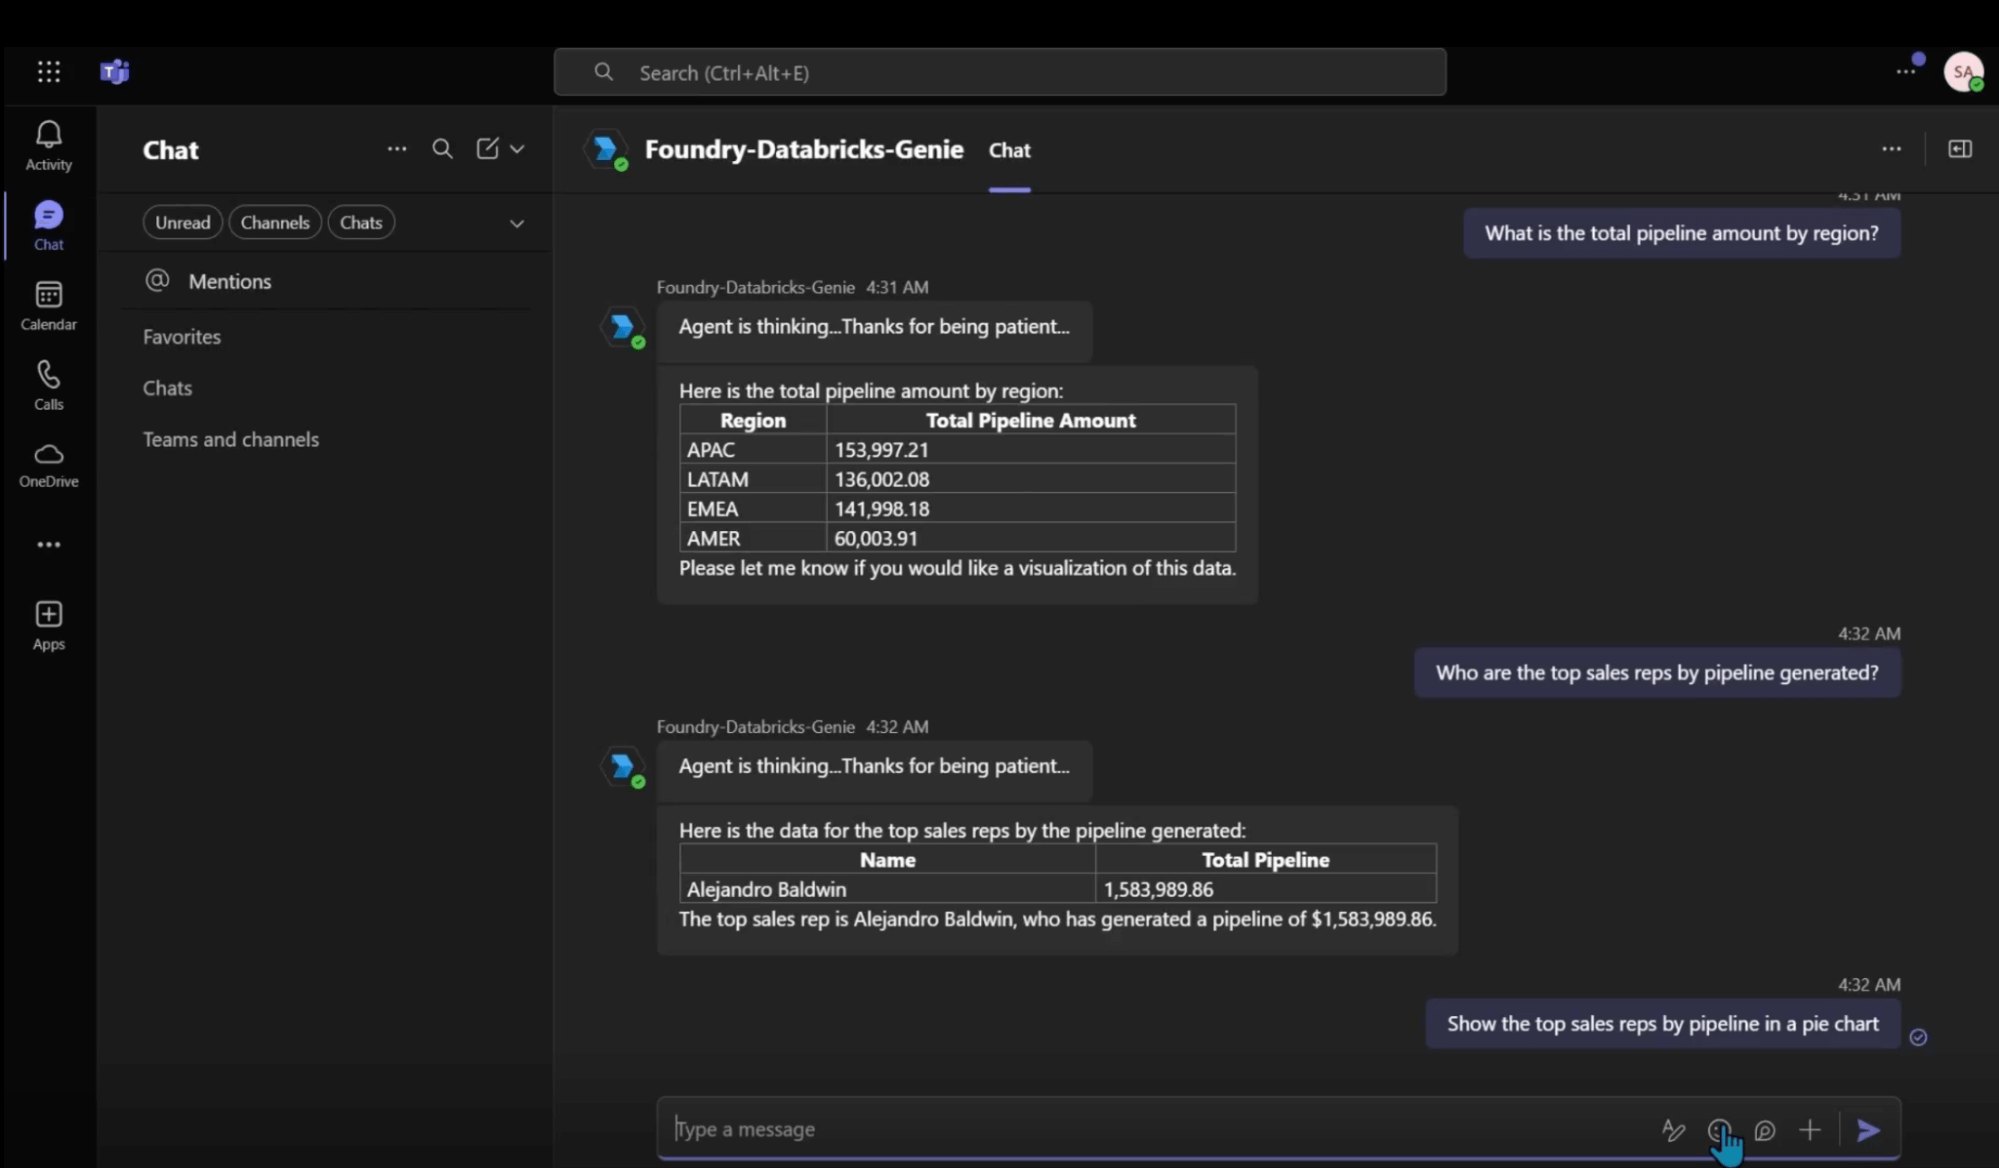 Search (Ctrl+Alt+E)
SA
Activity
Chat
Calendar
Calls
OneDrive
Apps
Chat
Unread
Channels
Chats
@ Mentions
Favorites
Chats
Teams and channels
Foundry-Databricks-Genie Chat
4:31 AM
What is the total pipeline amount by region?
Foundry-Databricks-Genie 4:31 AM
Agent is thinking...Thanks for being patient...
Here is the total pipeline amount by region:
Region Total Pipeline Amount
APAC 153,997.21
LATAM 136,002.08
EMEA 141,998.18
AMER 60,003.91
Please let me know if you would like a visualization of this data.
4:32 AM
Who are the top sales reps by pipeline generated?
Foundry-Databricks-Genie 4:32 AM
Agent is thinking...Thanks for being patient...
Here is the data for the top sales reps by the pipeline generated:
Name Total Pipeline
Alejandro Baldwin 1,583,989.86
The top sales rep is Alejandro Baldwin, who has generated a pipeline of $1,583,989.86.
4:32 AM
Show the top sales reps by pipeline in a pie chart
Type a message